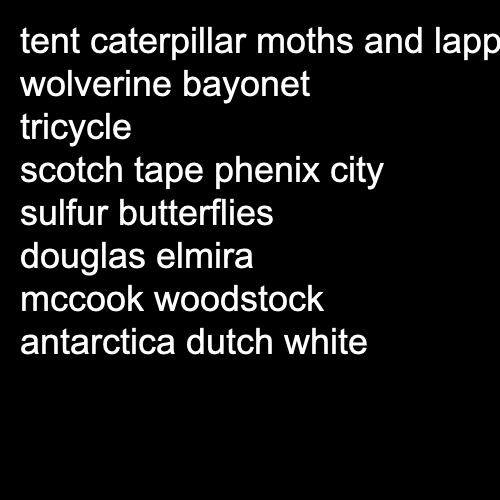 tent caterpillar moths and lapp
wolverine bayonet
tricycle
scotch tape phenix city
sulfur butterflies
douglas elmira
mccook woodstock
antarctica dutch white